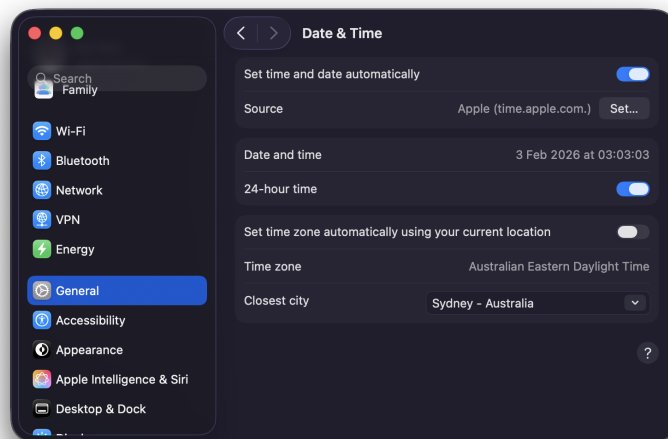 Date & Time
Search
Family
Wi-Fi
Bluetooth
Network
VPN
Energy
General
Accessibility
Appearance
Apple Intelligence & Siri
Desktop & Dock
Set time and date automatically
Source Apple (time.apple.com.) Set...
Date and time 3 Feb 2026 at 03:03:03
24-hour time
Set time zone automatically using your current location
Time zone Australian Eastern Daylight Time
Closest city Sydney - Australia
?